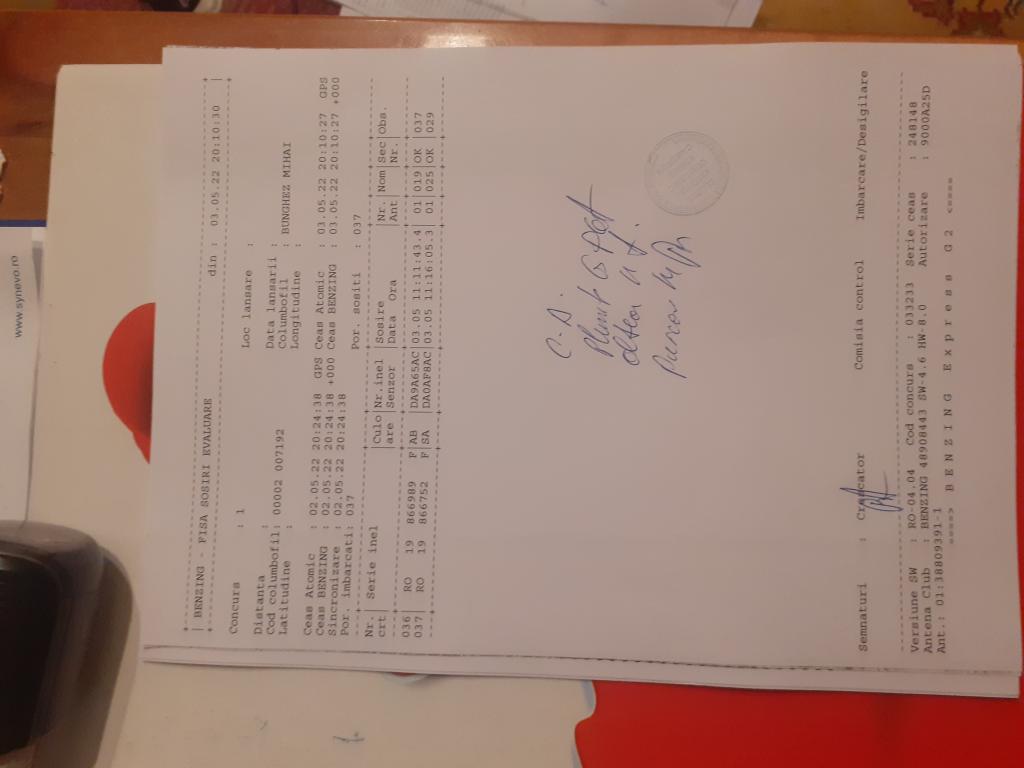 www.synevo.ro
| BENZING - FISA SOSIRI EVALUARE din : 03.05.22 20:10:30 |
Concurs : 1 Loc lansare :
Distanta : Data lansarii :
Cod columbofil: 00002 007192 Columbofil : BUNGHEZ MIHAI
Latitudine : Longitudine :
Ceas Atomic : 02.05.22 20:24:38 GPS Ceas Atomic : 03.05.22 20:10:27 GPS
Ceas BENZING : 02.05.22 20:24:38 +000 Ceas BENZING : 03.05.22 20:10:27 +000
Sincronizare : 02.05.22 20:24:38
Por. imbarcati: 037 Por. sositi : 037
Nr.| Serie inel |Culo|Nr.inel |Sosire |Nr.| Nom|Sec|Obs.
crt| |are |Senzor |Data Ora |Ant| |Nr.|
036| RO 19 866989 F|AB |DA9A65AC|03.05 11:11:43.4| 01|019|OK |037
037| RO 19 866752 F|SA |DA0AF8AC|03.05 11:16:05.3| 01|025|OK |029
C.A.
Semnaturi : Crescator Comisia control Imbarcare/Desigilare
Versiune SW : RO-04.04 Cod concurs : 033233 Serie ceas : 248148
Antena Club : BENZING 48908443 SW-4.6 HW-8.0 Autorizare : 9000A25D
Ant.: 01:38809391-1
====> B E N Z I N G E x p r e s s G 2 <====